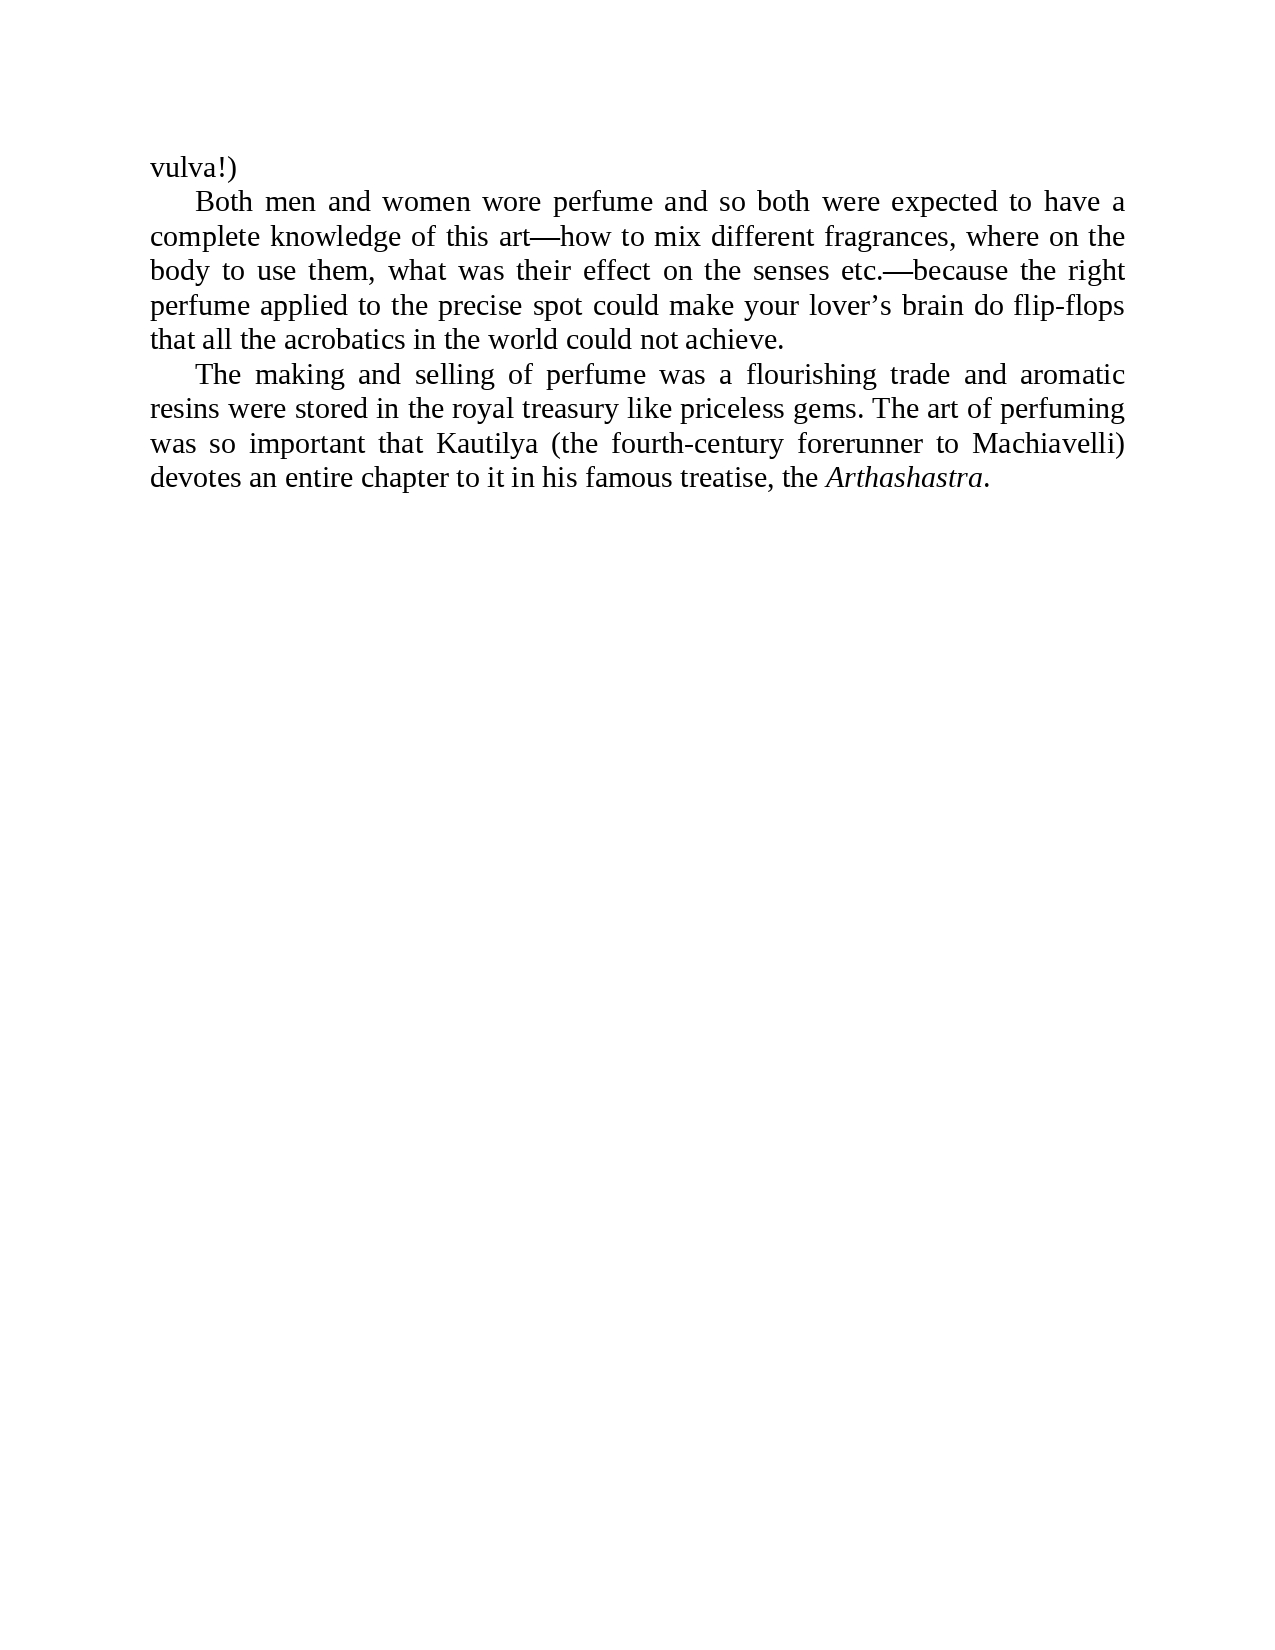 vulva!)
Both men and women wore perfume and so both were expected to have a
complete knowledge of this art—how to mix different fragrances, where on the
body to use them, what was their effect on the senses etc.—because the right
perfume applied to the precise spot could make your lover’s brain do flip-flops
that all the acrobatics in the world could not achieve.
The making and selling of perfume was a flourishing trade and aromatic
resins were stored in the royal treasury like priceless gems. The art of perfuming
was so important that Kautilya (the fourth-century forerunner to Machiavelli)
devotes an entire chapter to it in his famous treatise, the Arthashastra.